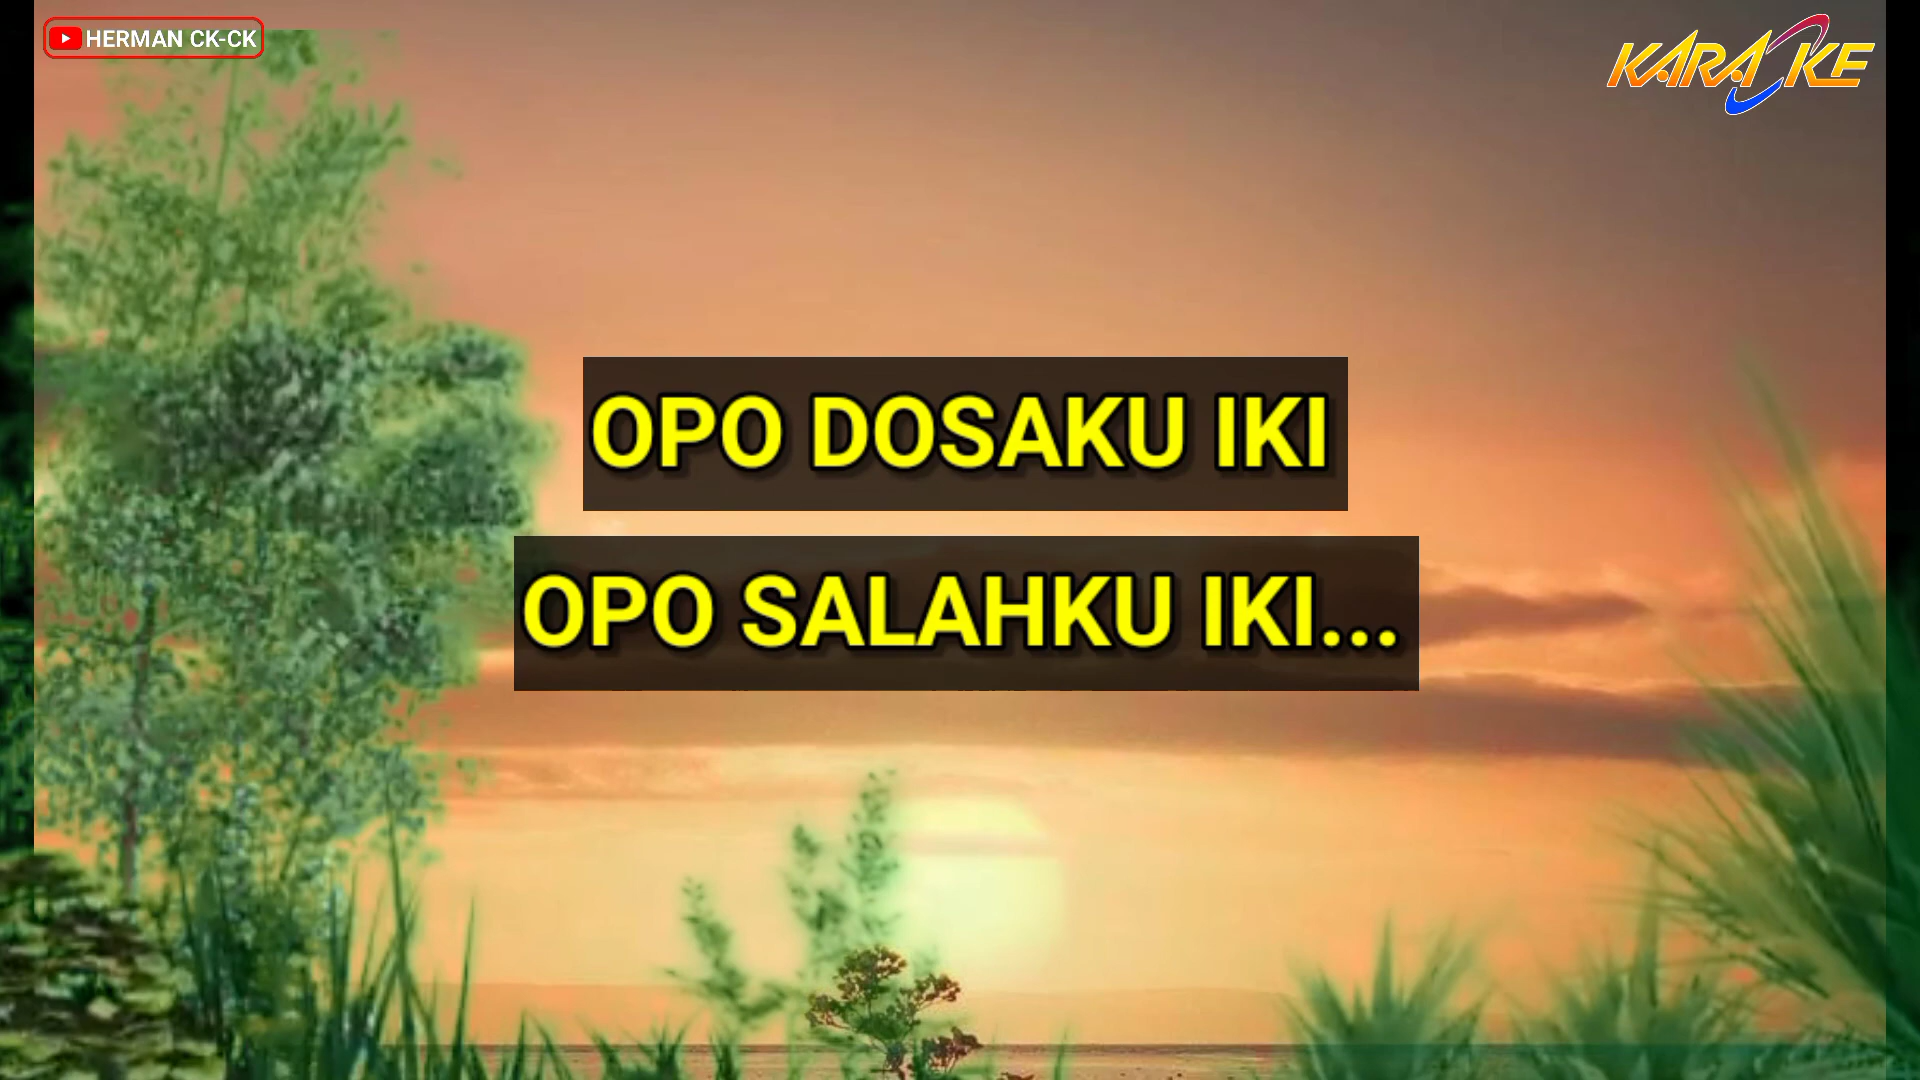 HERMAN CK-CK
KARAOKE
OPO DOSAKU IKI
OPO SALAHKU IKI...